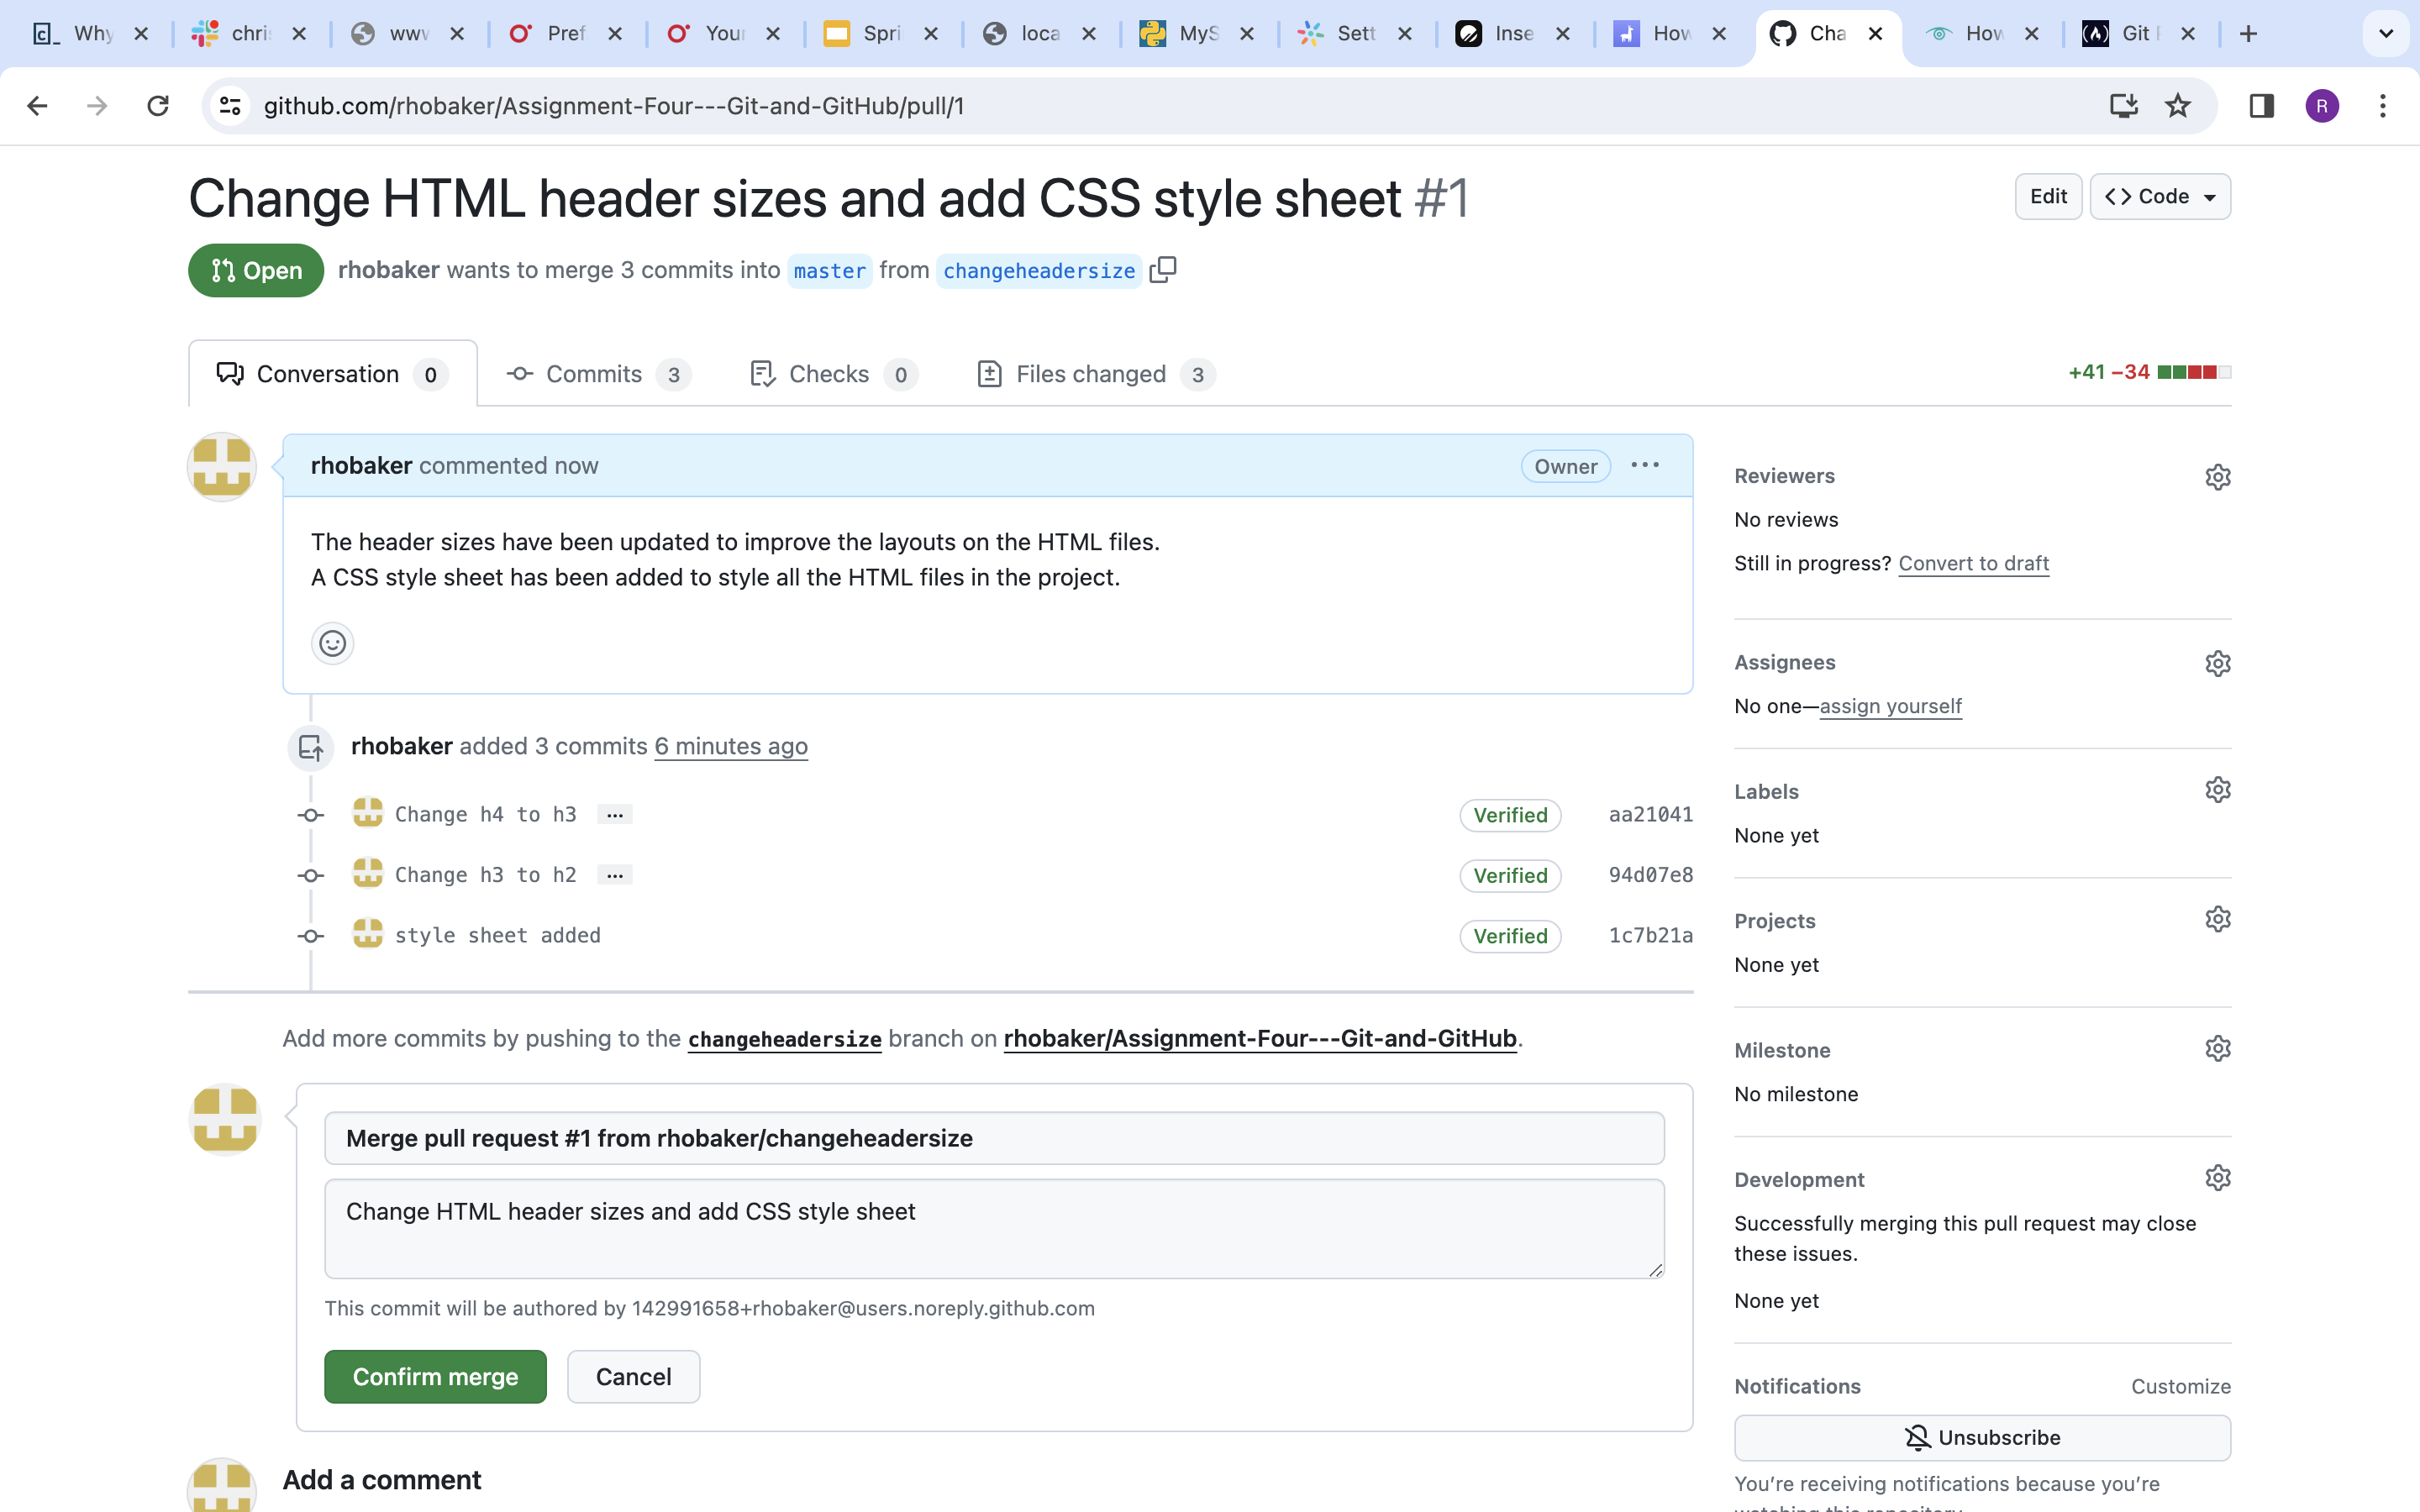 Why chris www Pref Your Spri loca MyS Sett Inse How Cha How Git
github.com/rhobaker/Assignment-Four---Git-and-GitHub/pull/1
R
Change HTML header sizes and add CSS style sheet #1
Edit
Code
Open
rhobaker wants to merge 3 commits into master from changeheadersize
Conversation 0
Commits 3
Checks 0
Files changed 3
+41 −34
rhobaker commented now
Owner
The header sizes have been updated to improve the layouts on the HTML files.
A CSS style sheet has been added to style all the HTML files in the project.
rhobaker added 3 commits 6 minutes ago
Change h4 to h3 … Verified aa21041
Change h3 to h2 … Verified 94d07e8
style sheet added Verified 1c7b21a
Add more commits by pushing to the changeheadersize branch on rhobaker/Assignment-Four---Git-and-GitHub.
Merge pull request #1 from rhobaker/changeheadersize
Change HTML header sizes and add CSS style sheet
This commit will be authored by 142991658+rhobaker@users.noreply.github.com
Confirm merge
Cancel
Add a comment
Reviewers
No reviews
Still in progress? Convert to draft
Assignees
No one—assign yourself
Labels
None yet
Projects
None yet
Milestone
No milestone
Development
Successfully merging this pull request may close
these issues.
None yet
Notifications
Customize
Unsubscribe
You're receiving notifications because you're
watching this repository.